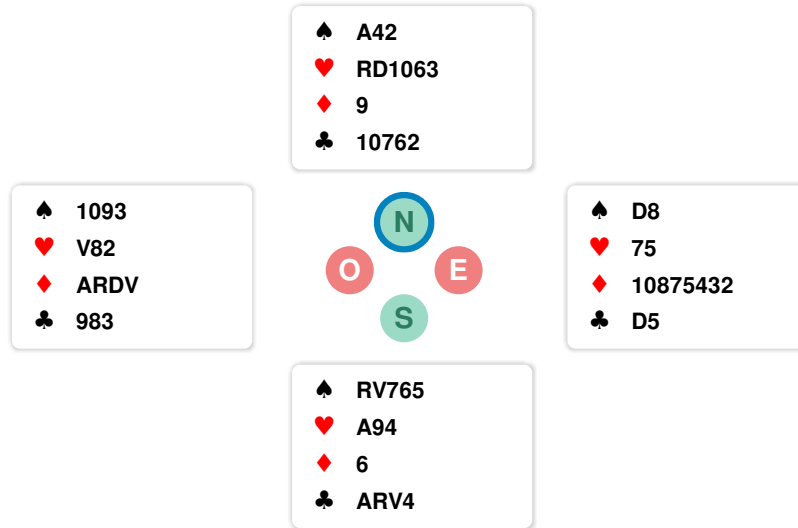 ♠ A42
♥ RD1063
♦ 9
♣ 10762
♠ 1093
♥ V82
♦ ARDV
♣ 983
N
O E
S
♠ D8
♥ 75
♦ 10875432
♣ D5
♠ RV765
♥ A94
♦ 6
♣ ARV4